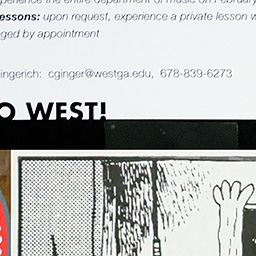 perience the entire department of music on February
essons: upon request, experience a private lesson w
ged by appointment
ingerich: cginger@westga.edu, 678-839-6273
O WEST!